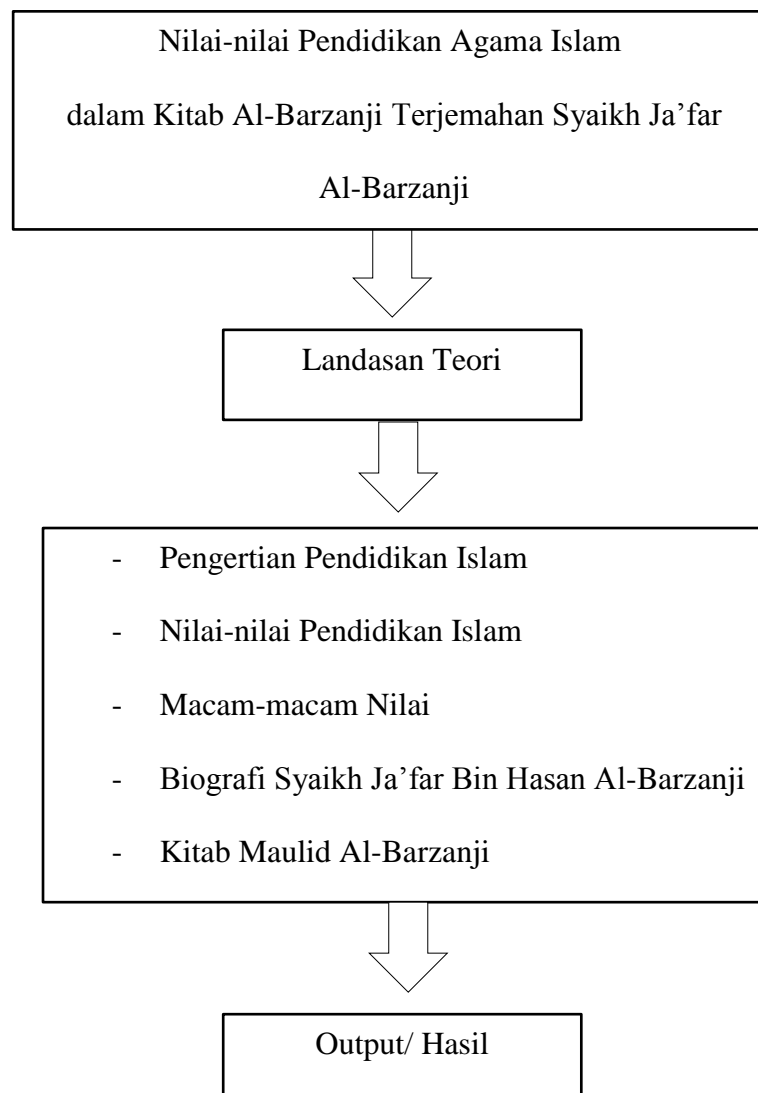 Nilai-nilai Pendidikan Agama Islam
dalam Kitab Al-Barzanji Terjemahan Syaikh Ja’far
Al-Barzanji
Landasan Teori
- Pengertian Pendidikan Islam
- Nilai-nilai Pendidikan Islam
- Macam-macam Nilai
- Biografi Syaikh Ja’far Bin Hasan Al-Barzanji
- Kitab Maulid Al-Barzanji
Output/ Hasil